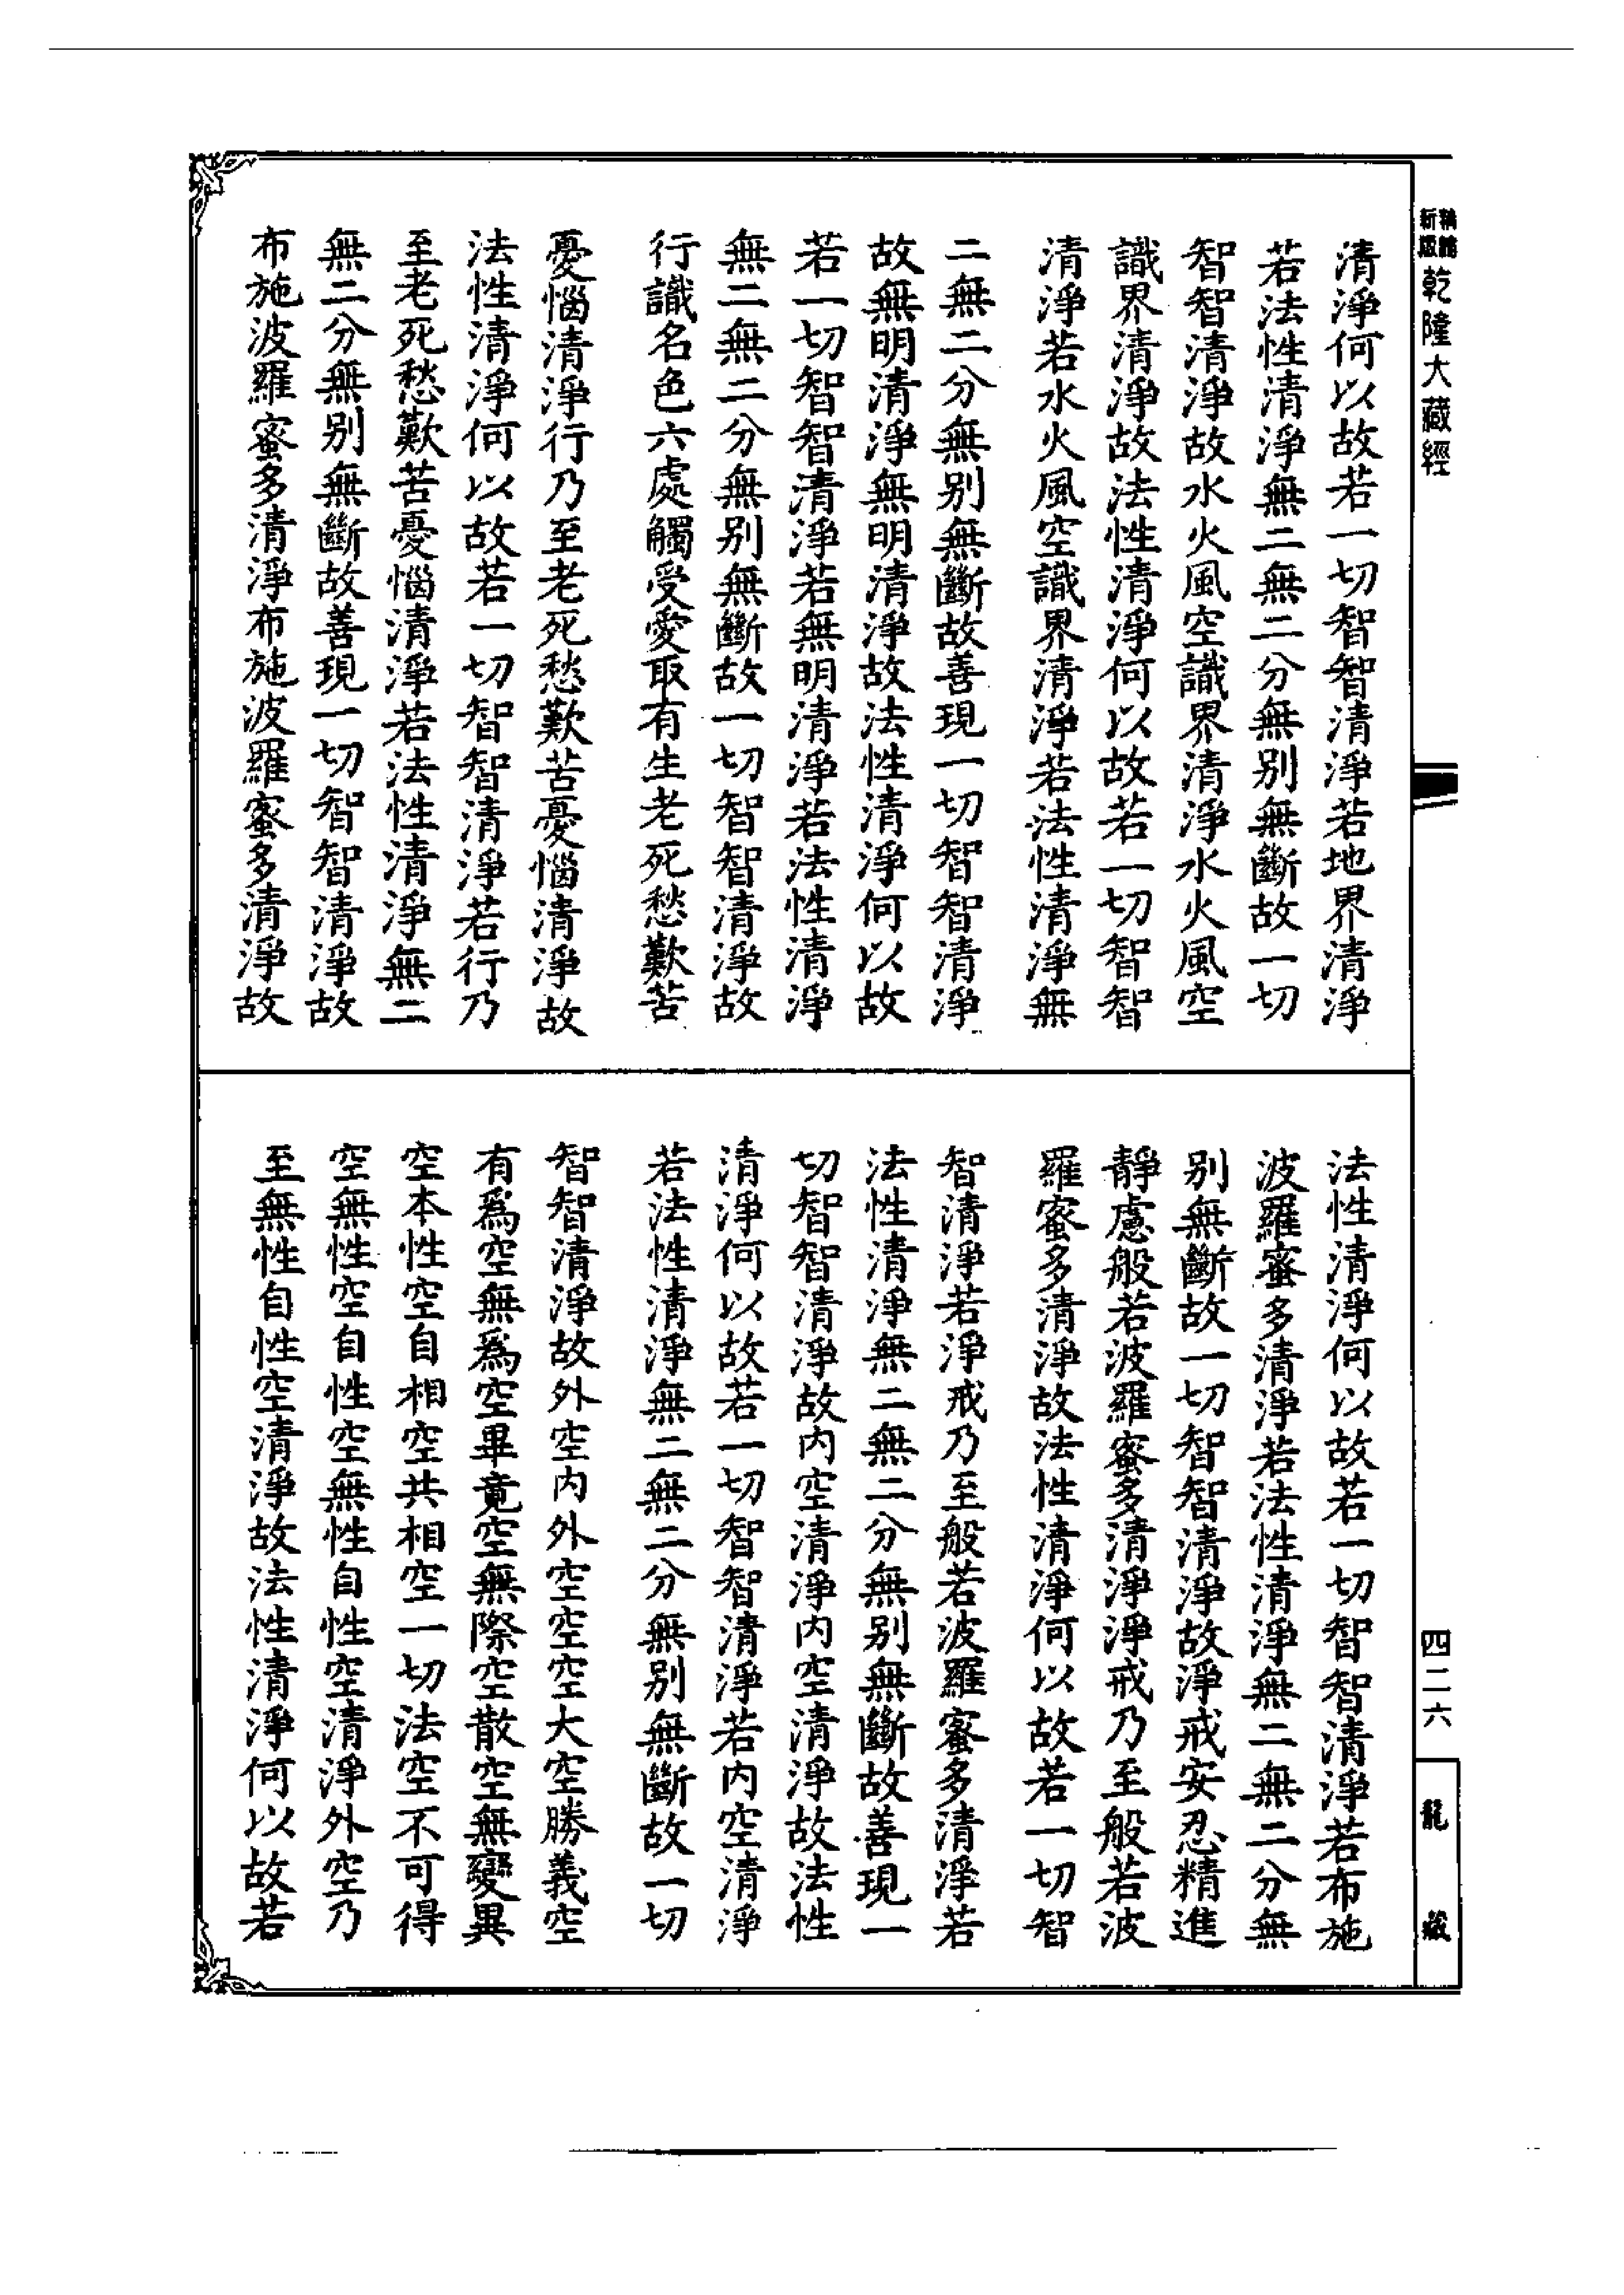 乾隆大藏經
清淨何以故若一切智智清淨若地界清淨
若法性清淨無二無二分無別無斷故一切
智智清淨故水火風空識界清淨水火風空
識界清淨故法性清淨何以故若一切智智
清淨若水火風空識界清淨若法性清淨無
二無二分無別無斷故善現一切智智清淨
故無明清淨無明清淨故法性清淨何以故
若一切智智清淨若無明清淨若法性清淨
無二無二分無別無斷故一切智智清淨故
行識名色六處觸受愛取有生老死愁歎苦
憂惱清淨行乃至老死愁歎苦憂惱清淨故
法性清淨何以故若一切智智清淨若行乃
至老死愁歎苦憂惱清淨若法性清淨無二
無二分無別無斷故善現一切智智清淨故
布施波羅蜜多清淨布施波羅蜜多清淨故
法性清淨何以故若一切智智清淨若布施
波羅蜜多清淨若法性清淨無二無二分無
別無斷故一切智智清淨故淨戒安忍精進
靜慮般若波羅蜜多清淨淨戒乃至般若波
羅蜜多清淨故法性清淨何以故若一切智
智清淨若淨戒乃至般若波羅蜜多清淨若
法性清淨無二無二分無別無斷故善現一
切智智清淨故內空清淨內空清淨故法性
清淨何以故若一切智智清淨若內空清淨
若法性清淨無二無二分無別無斷故一切
智智清淨故外空內外空空空大空勝義空
有爲空無爲空畢竟空無際空散空無變異
空本性空自相空共相空一切法空不可得
空無性空自性空無性自性空清淨外空乃
至無性自性空清淨故法性清淨何以故若
四二六
龍藏